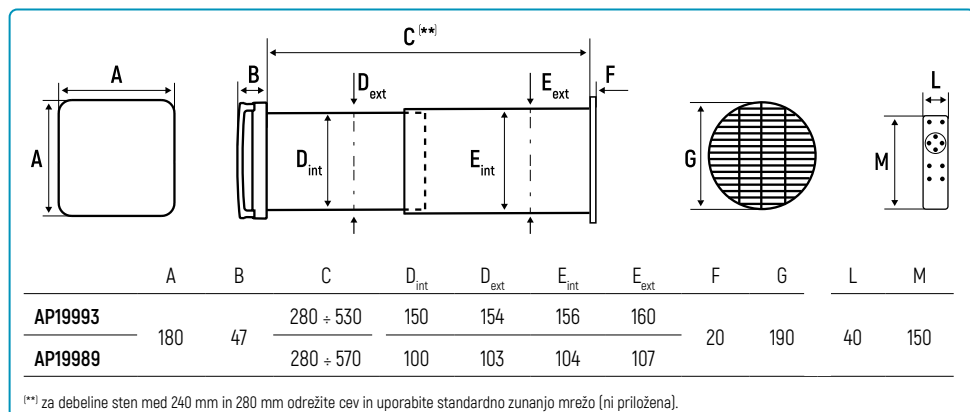 C (**)
A
B
D ext
E ext
F
L
A
D int
E int
G
M
A B C D int D ext E int E ext F G L M
AP19993 180 47 280 ÷ 530 150 154 156 160 20 190 40 150
AP19989 280 ÷ 570 100 103 104 107
(**) za debeline sten med 240 mm in 280 mm odrežite cev in uporabite standardno zunanjo mrežo (ni priložena).